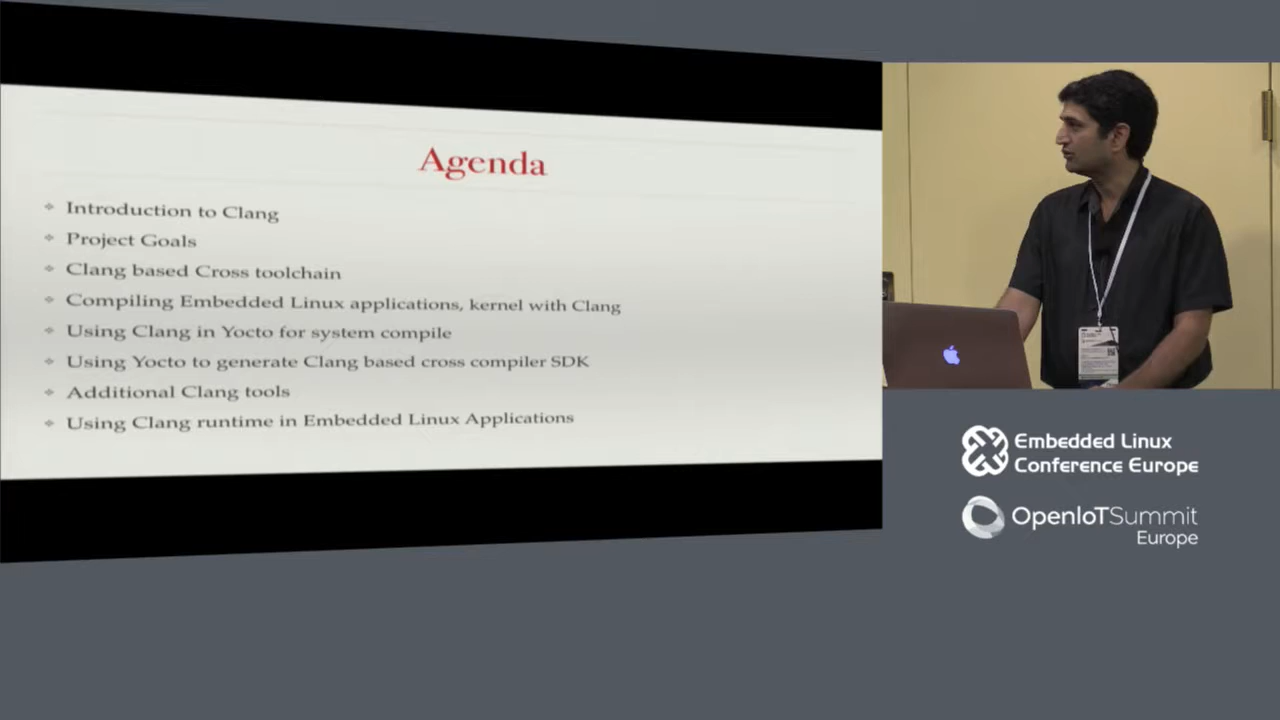 Agenda
Introduction to Clang
Project Goals
Clang based Cross toolchain
Compiling Embedded Linux applications, kernel with Clang
Using Clang in Yocto for system compile
Using Yocto to generate Clang based cross compiler SDK
Additional Clang tools
Using Clang runtime in Embedded Linux Applications
Embedded Linux
Conference Europe
OpenIoTSummit
Europe